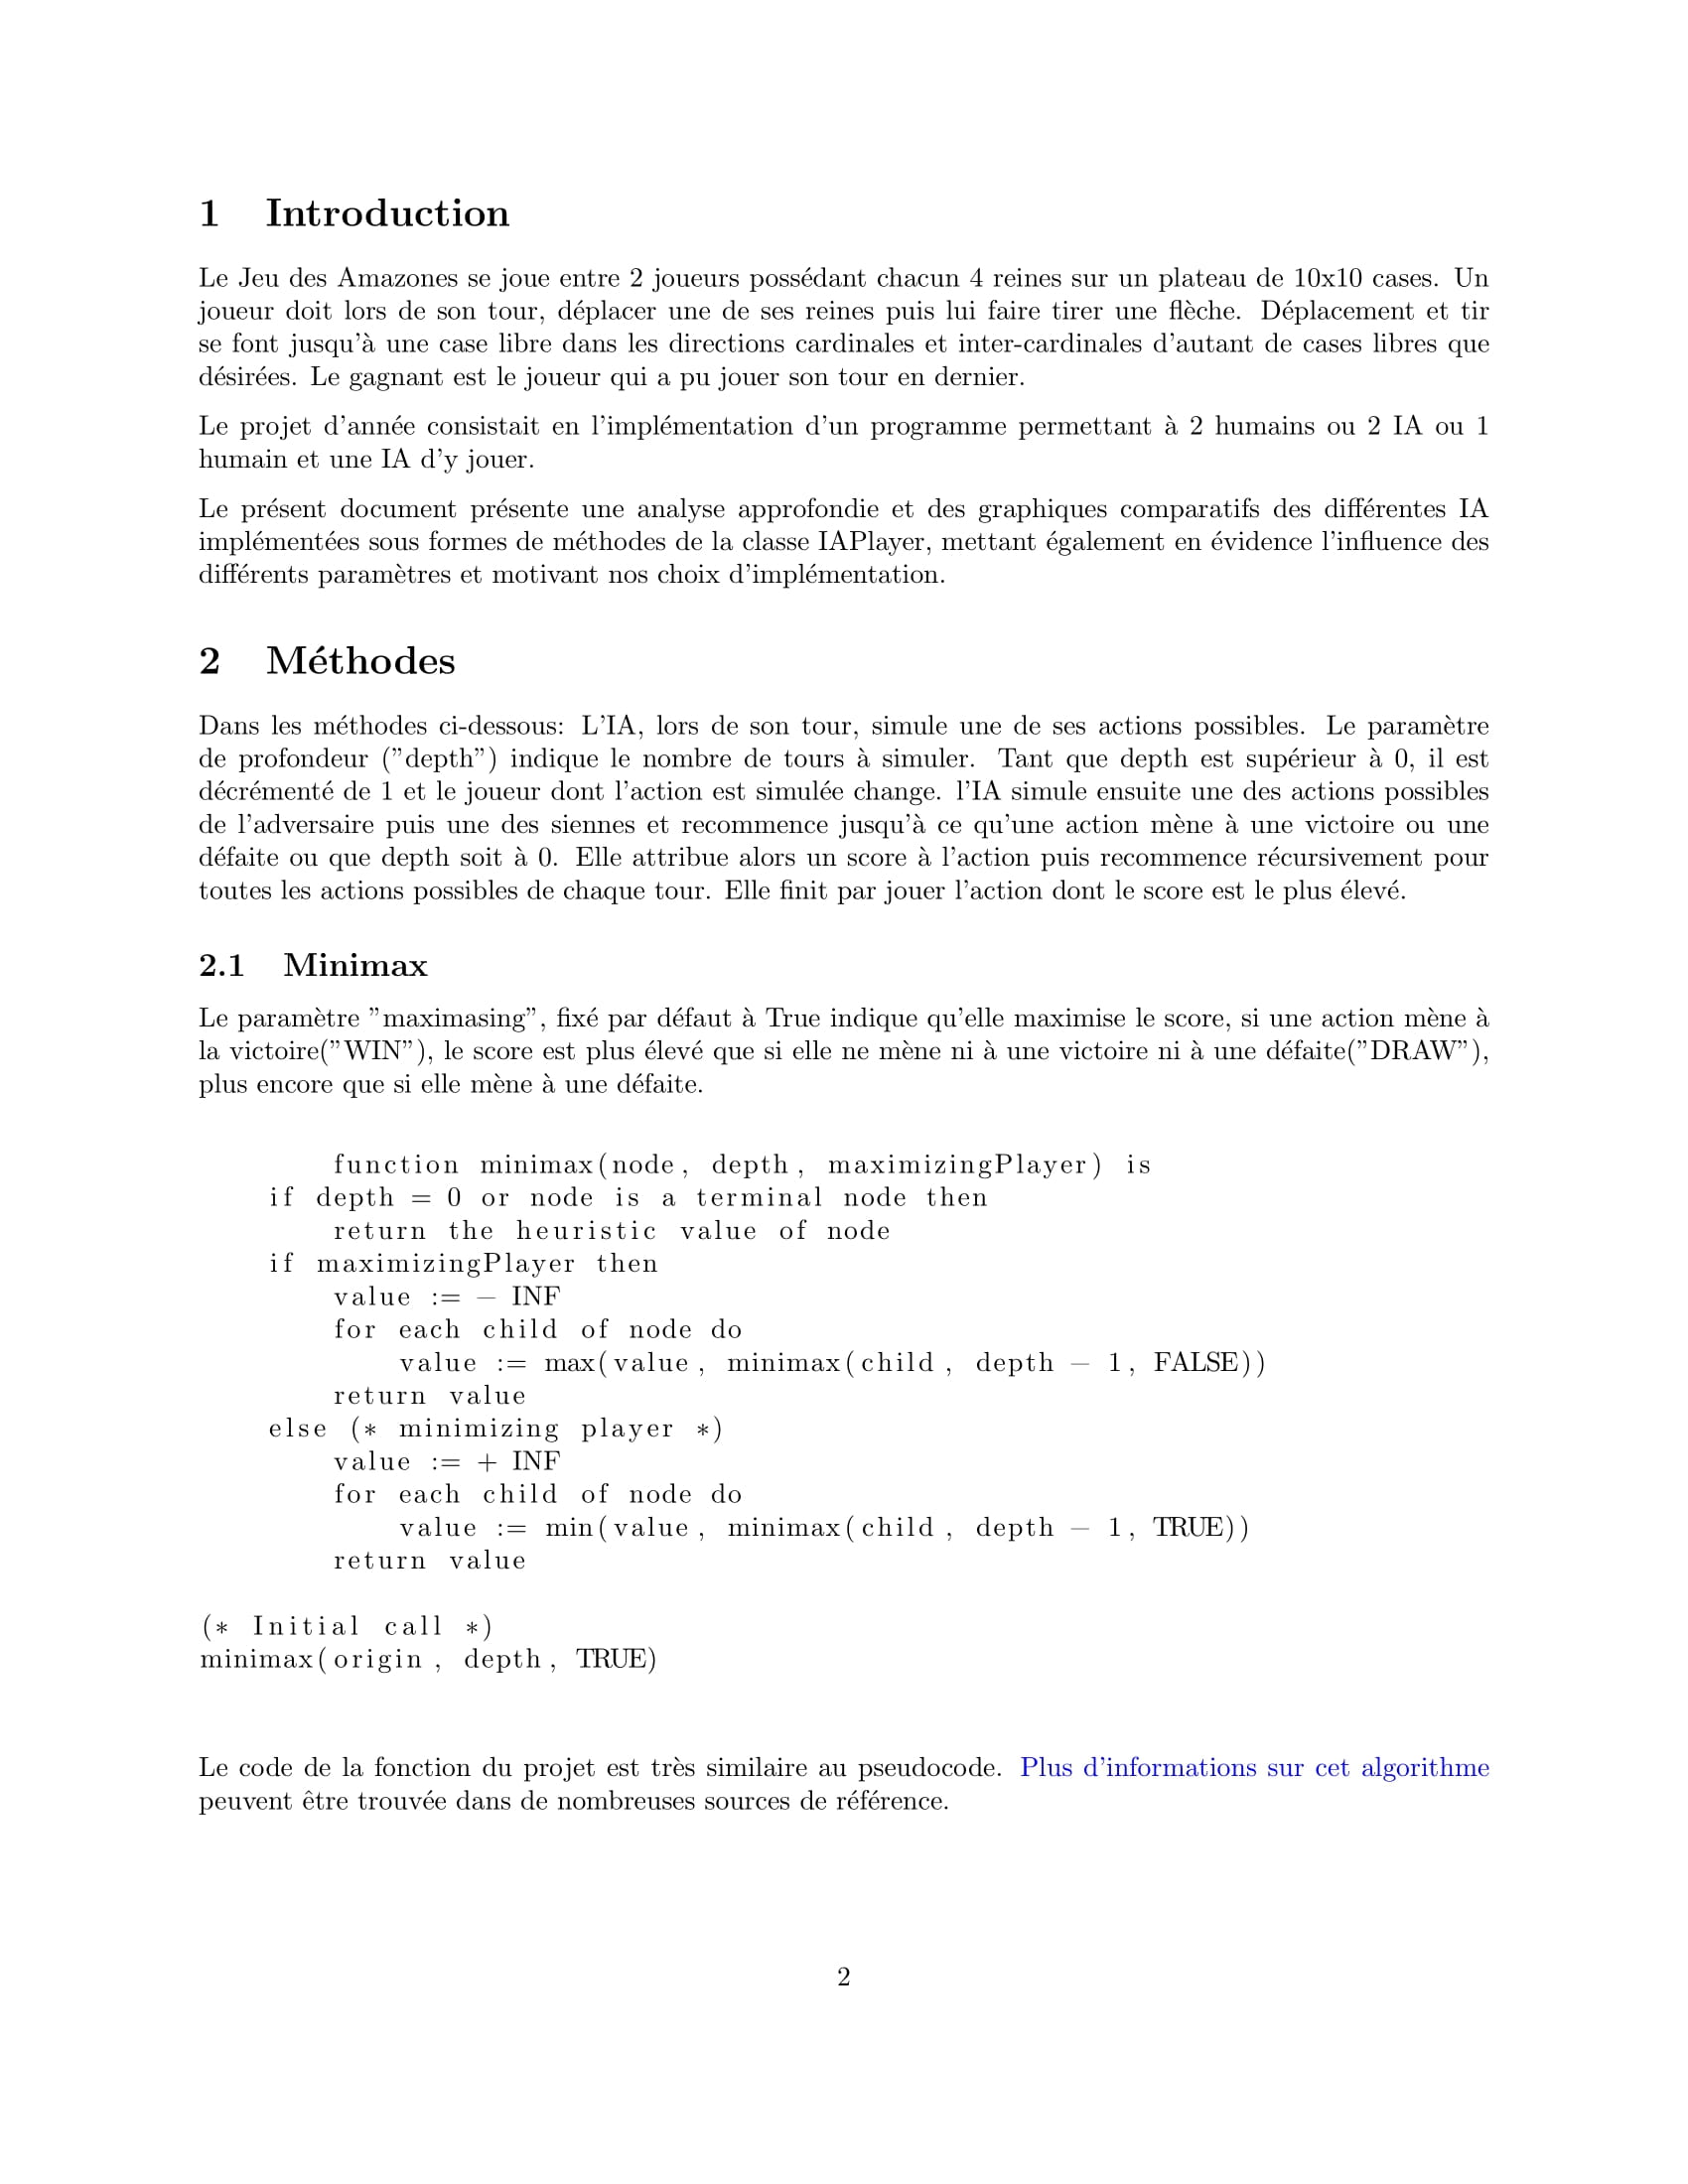 1 Introduction
Le Jeu des Amazones se joue entre 2 joueurs possédant chacun 4 reines sur un plateau de 10x10 cases. Un
joueur doit lors de son tour, déplacer une de ses reines puis lui faire tirer une flèche. Déplacement et tir
se font jusqu'à une case libre dans les directions cardinales et inter-cardinales d'autant de cases libres que
désirées. Le gagnant est le joueur qui a pu jouer son tour en dernier.
Le projet d'année consistait en l'implémentation d'un programme permettant à 2 humains ou 2 IA ou 1
humain et une IA d'y jouer.
Le présent document présente une analyse approfondie et des graphiques comparatifs des différentes IA
implémentées sous formes de méthodes de la classe IAPlayer, mettant également en évidence l'influence des
différents paramètres et motivant nos choix d'implémentation.
2 Méthodes
Dans les méthodes ci-dessous: L'IA, lors de son tour, simule une de ses actions possibles. Le paramètre
de profondeur ("depth") indique le nombre de tours à simuler. Tant que depth est supérieur à 0, il est
décrémenté de 1 et le joueur dont l'action est simulée change. l'IA simule ensuite une des actions possibles
de l'adversaire puis une des siennes et recommence jusqu'à ce qu'une action mène à une victoire ou une
défaite ou que depth soit à 0. Elle attribue alors un score à l'action puis recommence récursivement pour
toutes les actions possibles de chaque tour. Elle finit par jouer l'action dont le score est le plus élevé.
2.1 Minimax
Le paramètre "maximasing", fixé par défaut à True indique qu'elle maximise le score, si une action mène à
la victoire("WIN"), le score est plus élevé que si elle ne mène ni à une victoire ni à une défaite("DRAW"),
plus encore que si elle mène à une défaite.
function minimax(node, depth, maximizingPlayer) is
if depth = 0 or node is a terminal node then
return the heuristic value of node
if maximizingPlayer then
value := − INF
for each child of node do
value := max(value, minimax(child, depth − 1, FALSE))
return value
else (* minimizing player *)
value := + INF
for each child of node do
value := min(value, minimax(child, depth − 1, TRUE))
return value
(* Initial call *)
minimax(origin, depth, TRUE)
Le code de la fonction du projet est très similaire au pseudocode. Plus d'informations sur cet algorithme
peuvent être trouvée dans de nombreuses sources de référence.
2